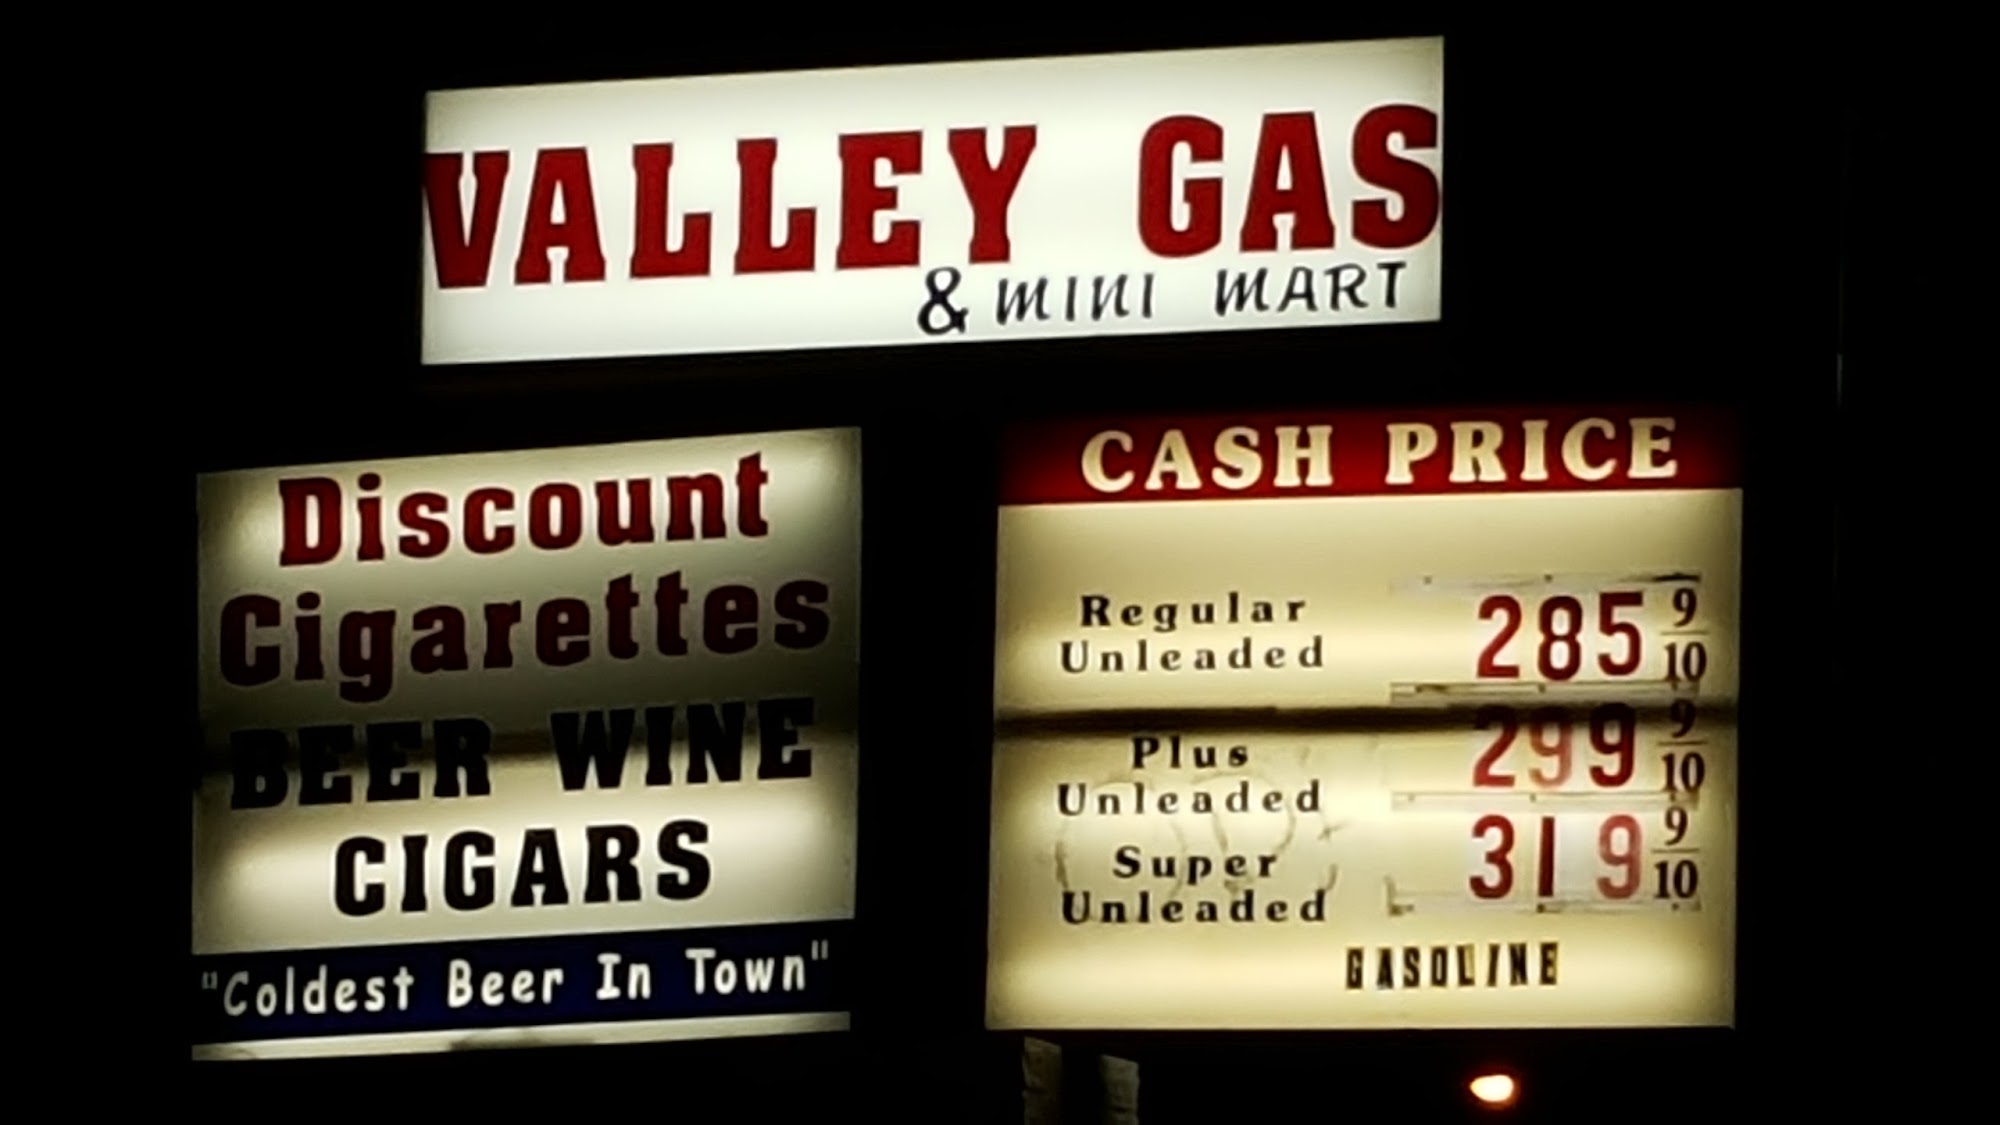 VALLEY GAS
& MINI MART
Discount
Cigarettes
BEER WINE
CIGARS
"Coldest Beer In Town"
CASH PRICE
Regular
Unleaded 285 9/10
Plus
Unleaded 299 9/10
Super
Unleaded 319 9/10
GASOLINE